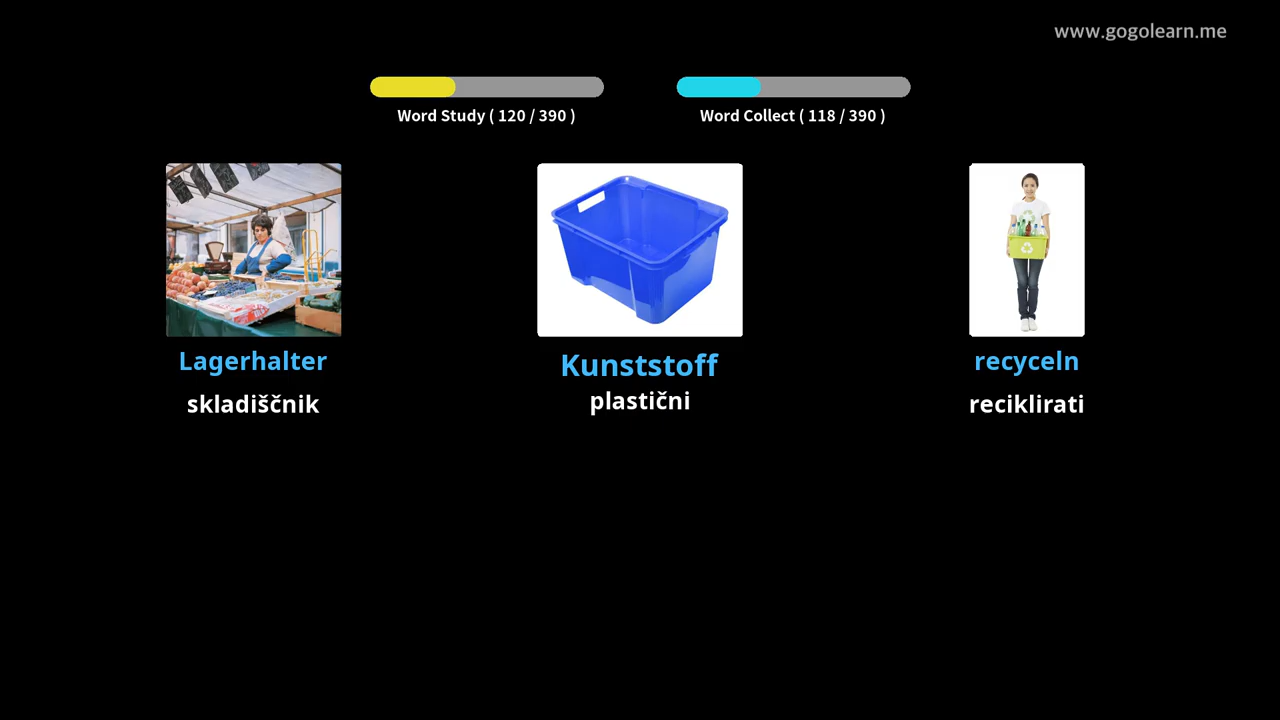 www.gogolearn.me
Word Study ( 120 / 390 )
Word Collect ( 118 / 390 )
Lagerhalter
Kunststoff
recyceln
skladiščnik
plastični
reciklirati